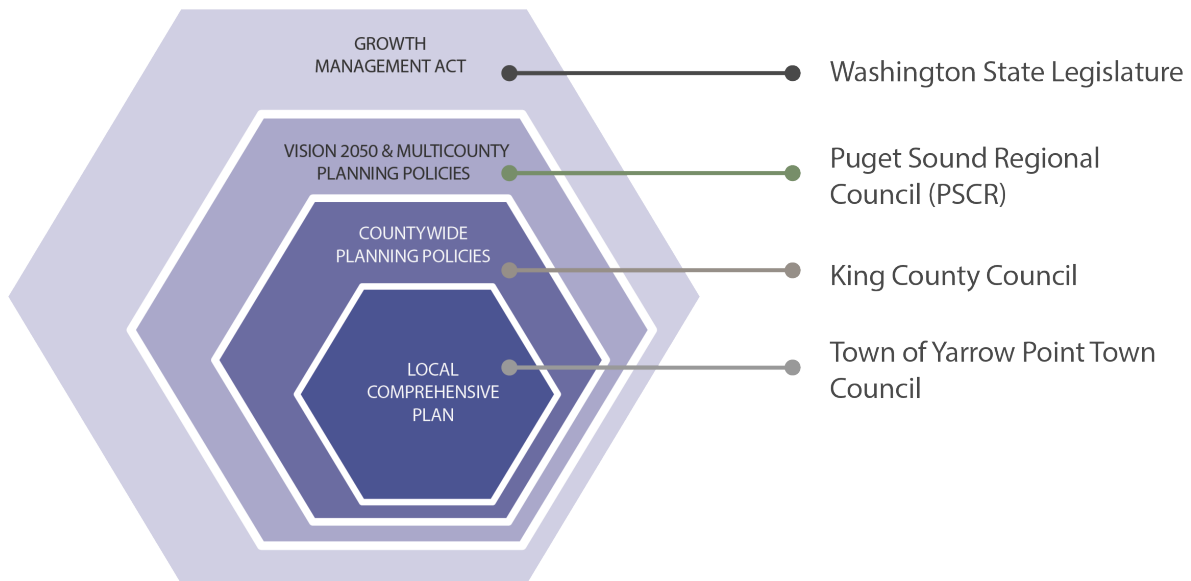 GROWTH
MANAGEMENT ACT
Washington State Legislature
VISION 2050 & MULTICOUNTY
PLANNING POLICIES
Puget Sound Regional
Council (PSCR)
COUNTYWIDE
PLANNING POLICIES
King County Council
LOCAL
COMPREHENSIVE
PLAN
Town of Yarrow Point Town
Council